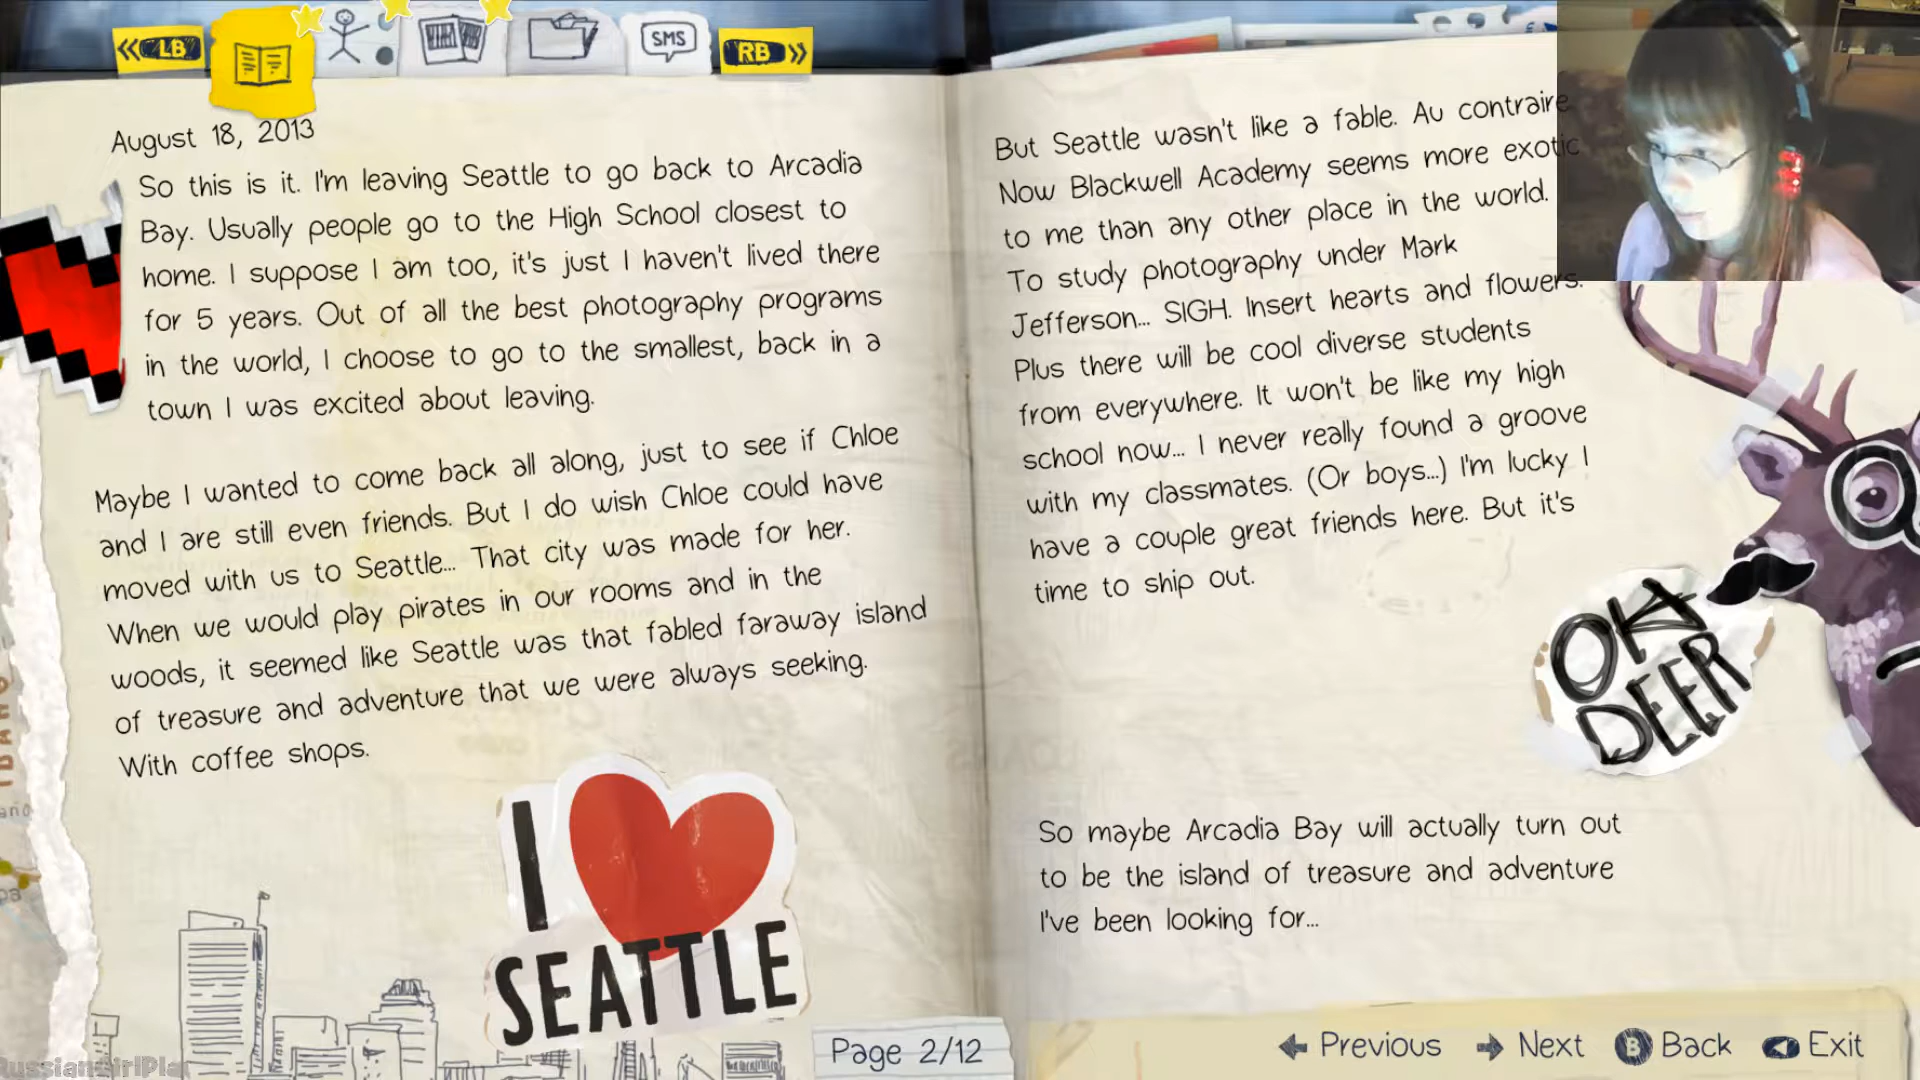 LB
SMS
RB
August 18, 2013
So this is it. I'm leaving Seattle to go back to Arcadia
Bay. Usually people go to the High School closest to
home. I suppose I am too, it's just I haven't lived there
for 5 years. Out of all the best photography programs
in the world, I choose to go to the smallest, back in a
town I was excited about leaving.
Maybe I wanted to come back all along, just to see if Chloe
and I are still even friends. But I do wish Chloe could have
moved with us to Seattle... That city was made for her.
When we would play pirates in our rooms and in the
woods, it seemed like Seattle was that fabled faraway island
of treasure and adventure that we were always seeking.
With coffee shops.
I
SEATTLE
Page 2/12
But Seattle wasn't like a fable. Au contraire
Now Blackwell Academy seems more exotic
to me than any other place in the world.
To study photography under Mark
Jefferson... SIGH. Insert hearts and flowers.
Plus there will be cool diverse students
from everywhere. It won't be like my high
school now... I never really found a groove
with my classmates. (Or boys...) I'm lucky I
have a couple great friends here. But it's
time to ship out.
OH
DEER
So maybe Arcadia Bay will actually turn out
to be the island of treasure and adventure
I've been looking for...
Previous
Next
B Back
Exit